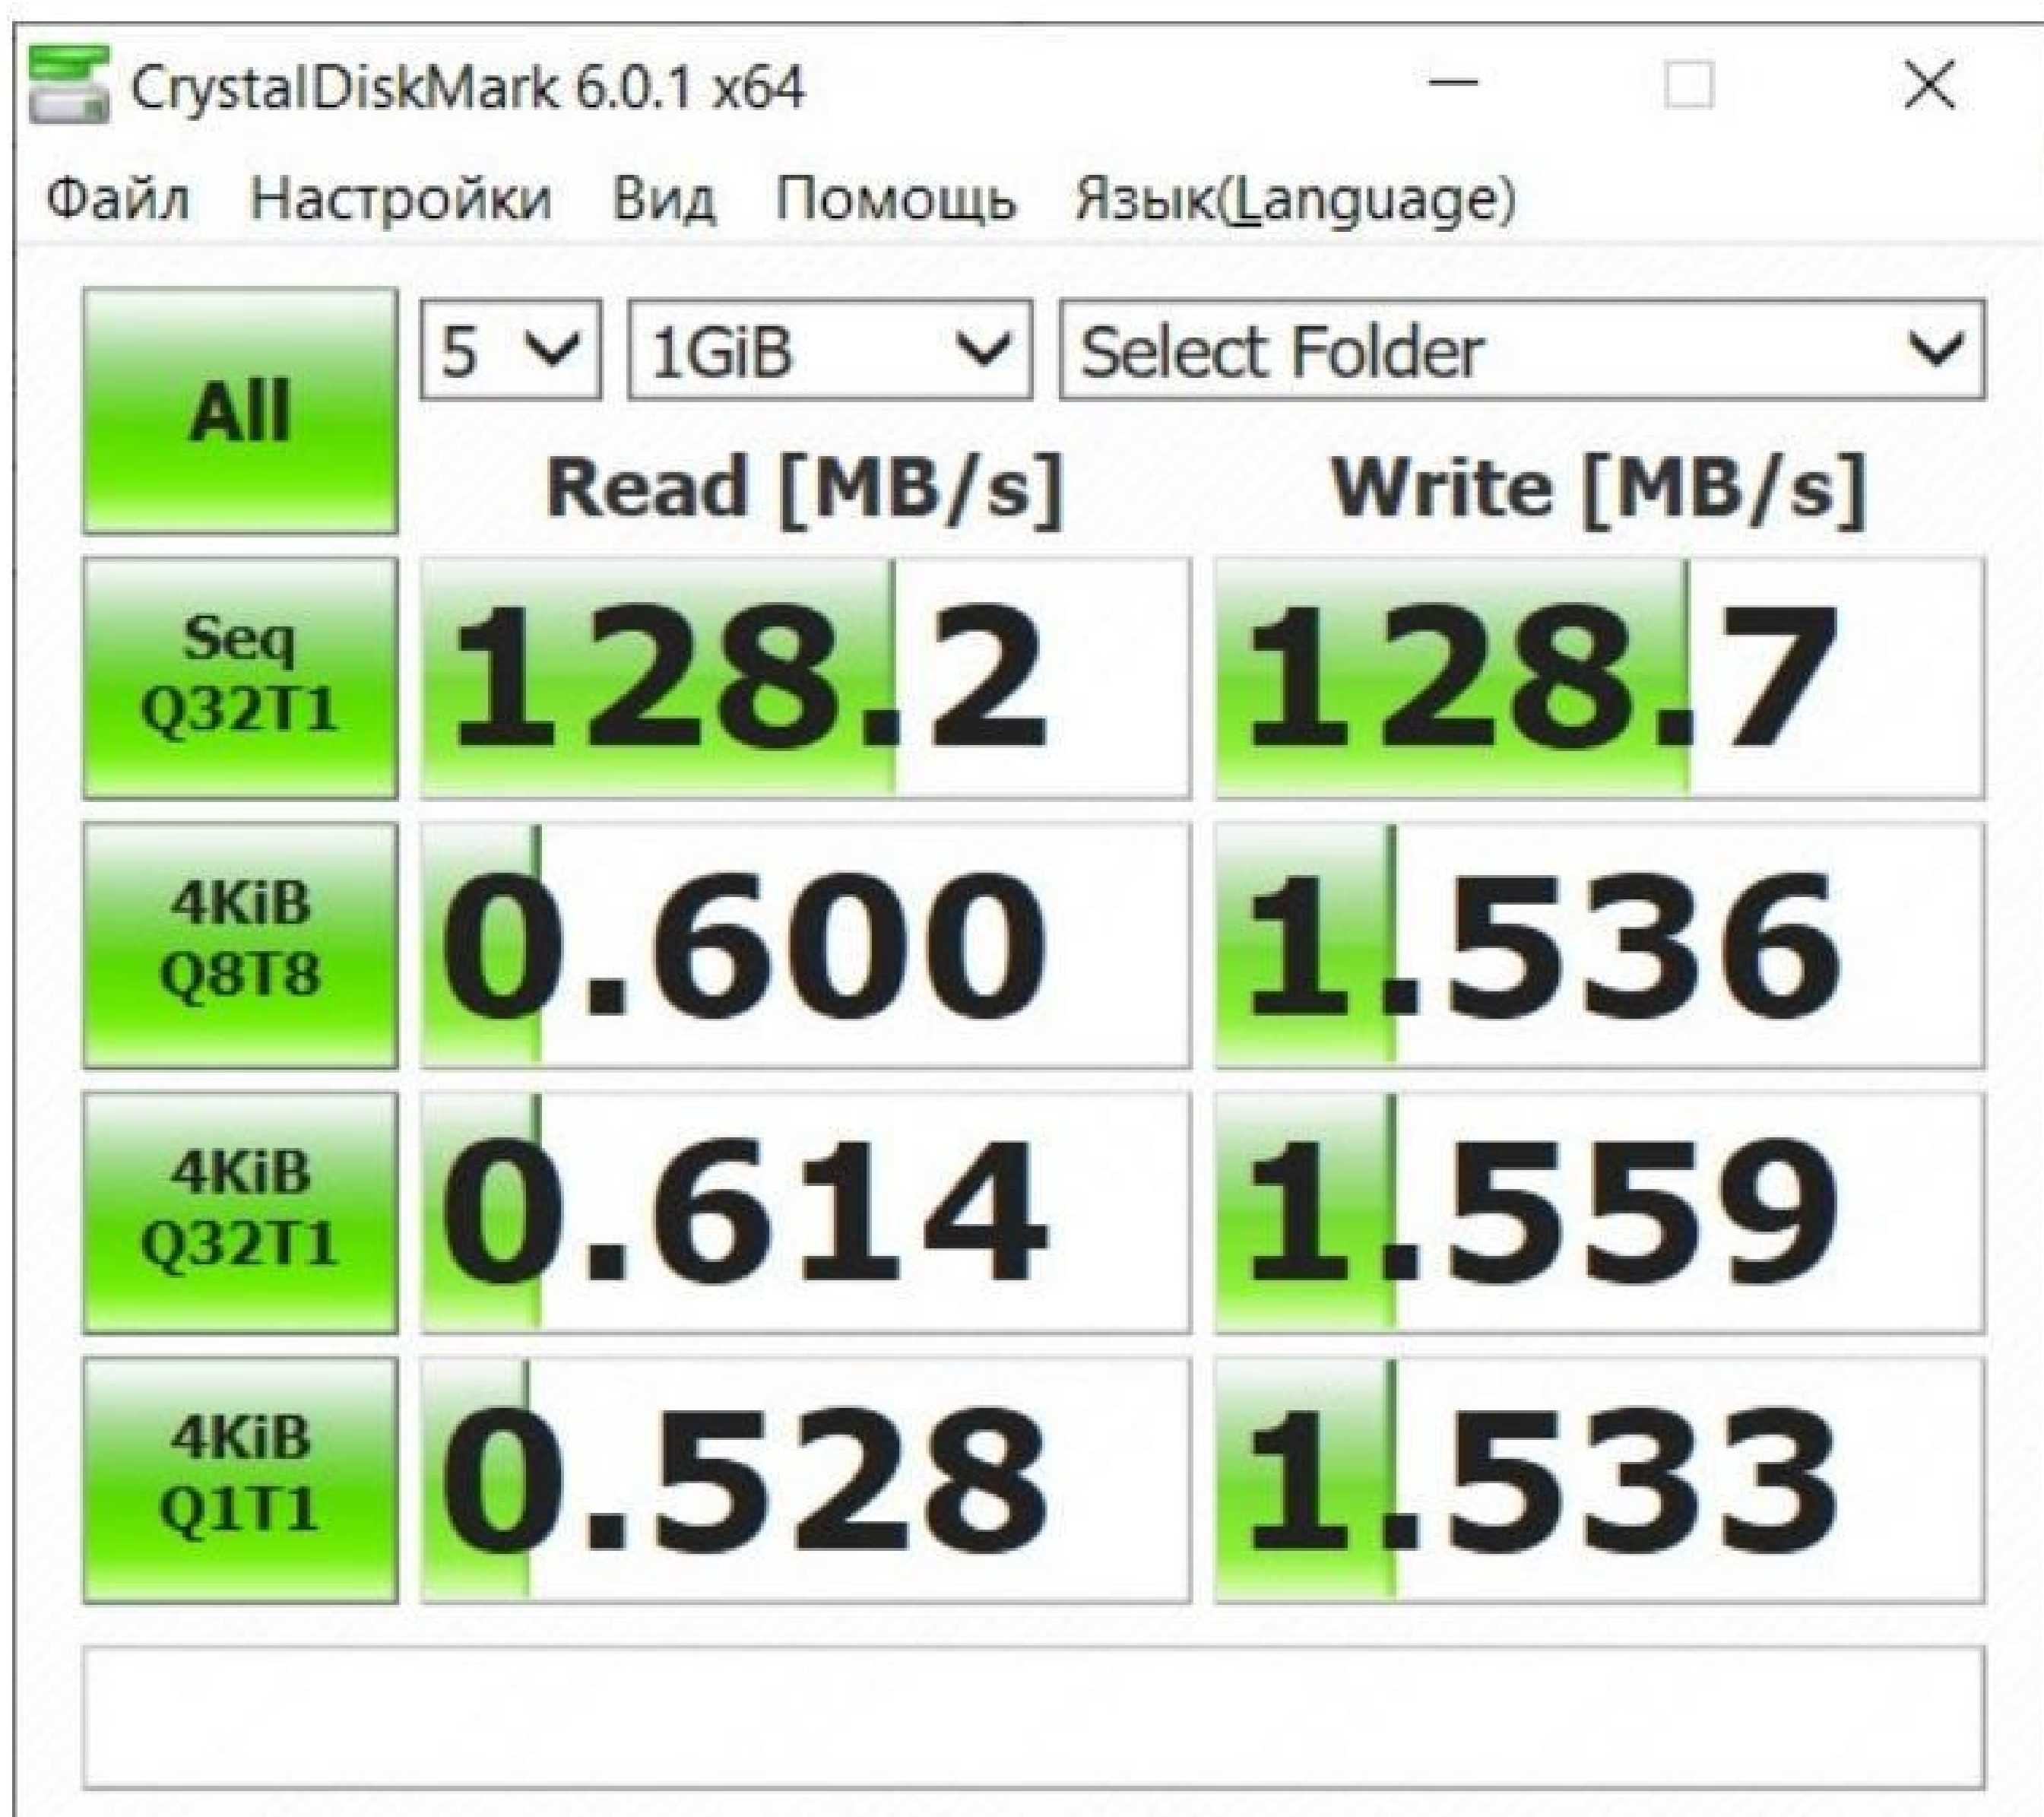 CrystalDiskMark 6.0.1 x64
Файл Настройки Вид Помощь Язык(Language)
All 5 1GiB Select Folder
Read [MB/s] Write [MB/s]
Seq
Q32T1 128.2 128.7
4KiB
Q8T8 0.600 1.536
4KiB
Q32T1 0.614 1.559
4KiB
Q1T1 0.528 1.533